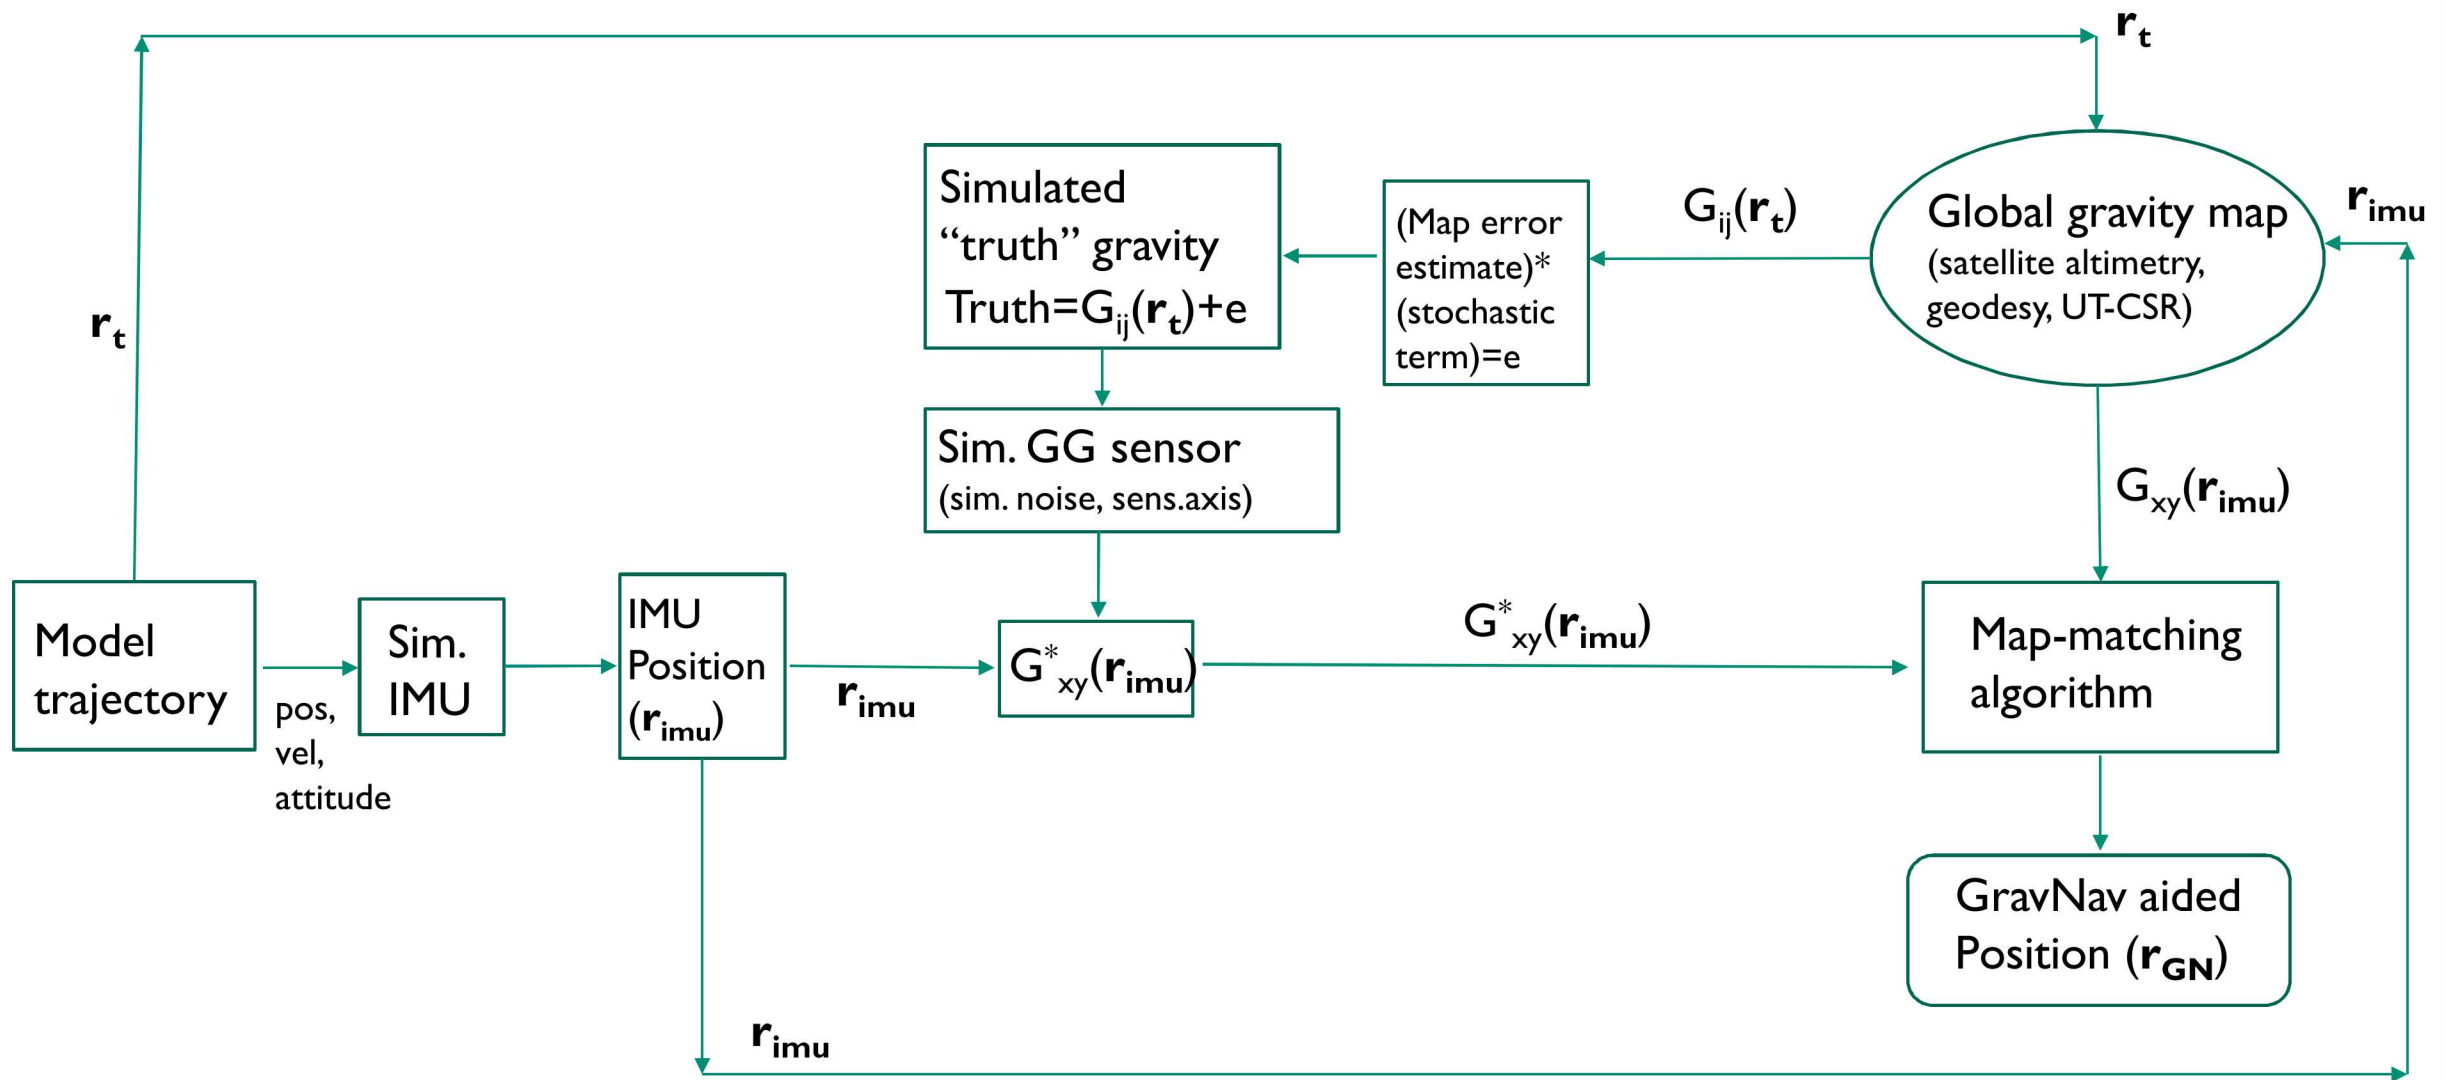 r_t
r_t
Simulated
“truth” gravity
Truth=G_ij(r_t)+e
(Map error
estimate)*
(stochastic
term)=e
G_ij(r_t)
Global gravity map
(satellite altimetry,
geodesy, UT-CSR)
r_imu
Sim. GG sensor
(sim. noise, sens.axis)
G_xy(r_imu)
Model
trajectory
pos,
vel,
attitude
Sim.
IMU
IMU
Position
(r_imu)
r_imu
G*_xy(r_imu)
G*_xy(r_imu)
Map-matching
algorithm
GravNav aided
Position (r_GN)
r_imu